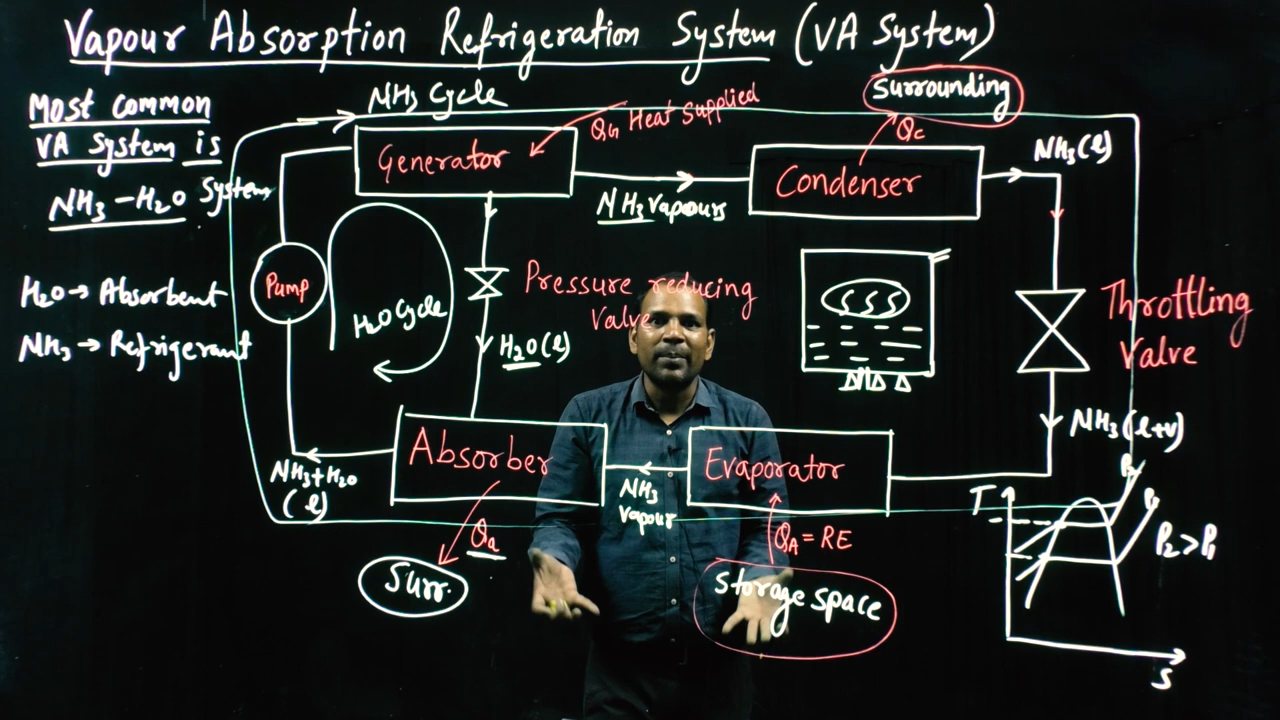 Vapour Absorption Refrigeration System (VA System)
Most common
VA System is
NH3 - H2O System
H2O → Absorbent
NH3 → Refrigerant
NH3 Cycle
Generator
QG Heat Supplied
Surrounding
Qc
Condenser
NH3(l)
NH3 Vapours
Pump
H2O Cycle
Pressure reducing
Valve
H2O(l)
Throttling
Valve
NH3(l+v)
Absorber
Evaporator
NH3
Vapour
NH3+H2O
(l)
Qa
Surr.
QA = RE
Storage space
T
P2
P1
P2 > P1
S